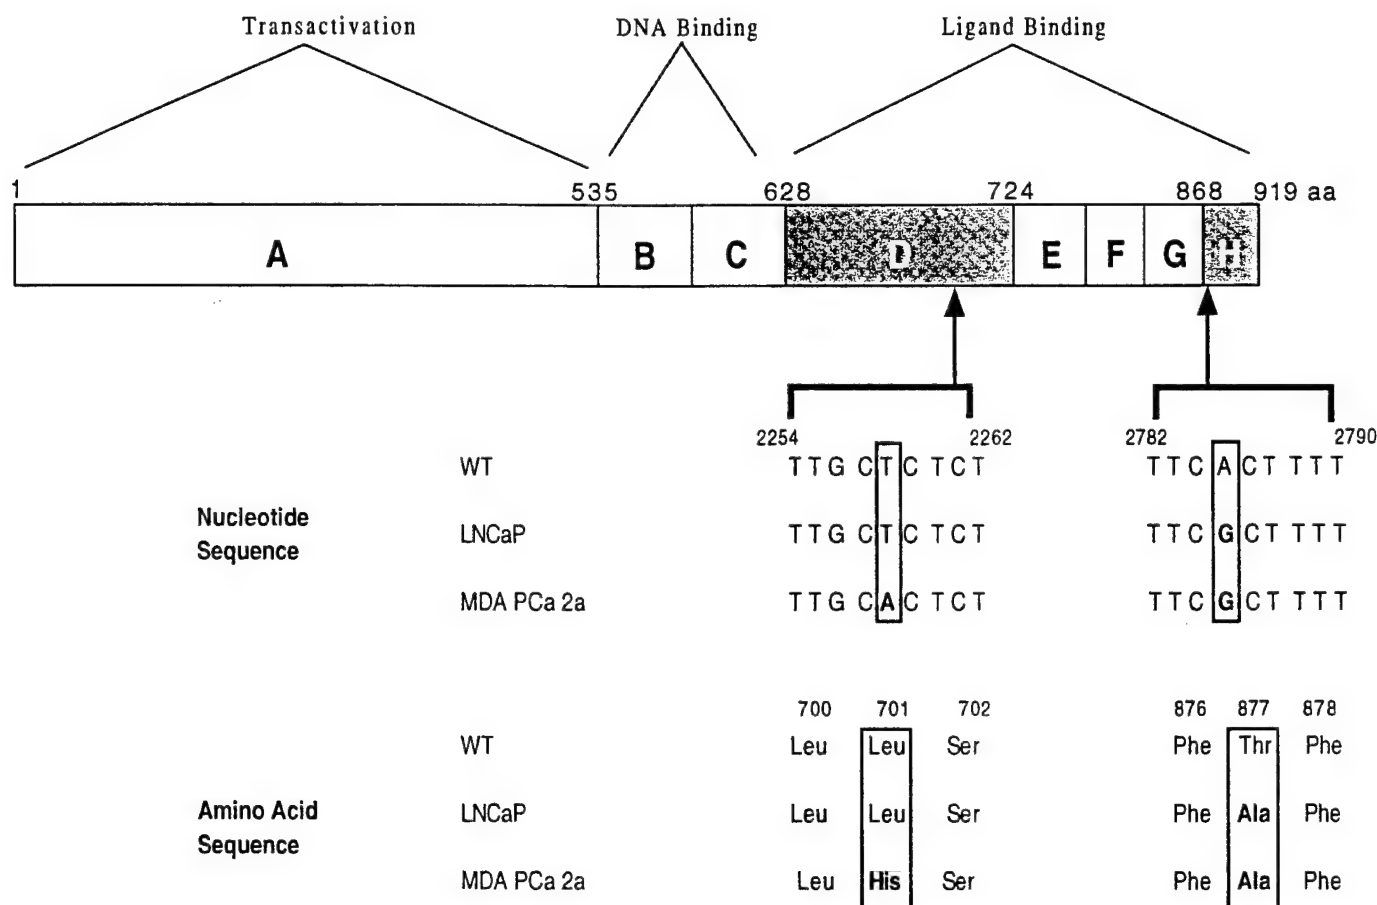 Transactivation DNA Binding Ligand Binding
1 535 628 724 868 919 aa
A B C D E F G H
2254 2262 2782 2790
WT TTG CTC TCT TTC ACT TTT
Nucleotide Sequence
LNCaP TTG CTC TCT TTC GCT TTT
MDA PCa 2a TTG CAC TCT TTC GCT TTT
700 701 702 876 877 878
WT Leu Leu Ser Phe Thr Phe
Amino Acid Sequence
LNCaP Leu Leu Ser Phe Ala Phe
MDA PCa 2a Leu His Ser Phe Ala Phe